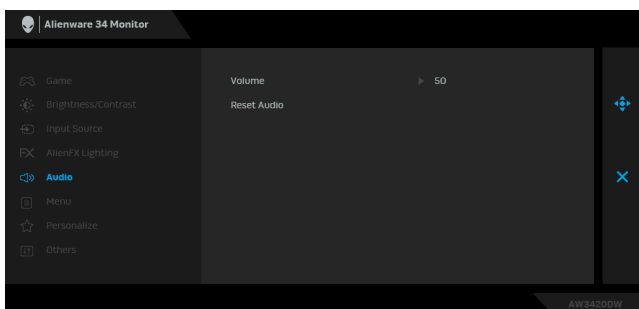 Alienware 34 Monitor
Game
Brightness/Contrast
Input Source
AlienFX Lighting
Audio
Menu
Personalize
Others
Volume 50
Reset Audio
AW3420DW